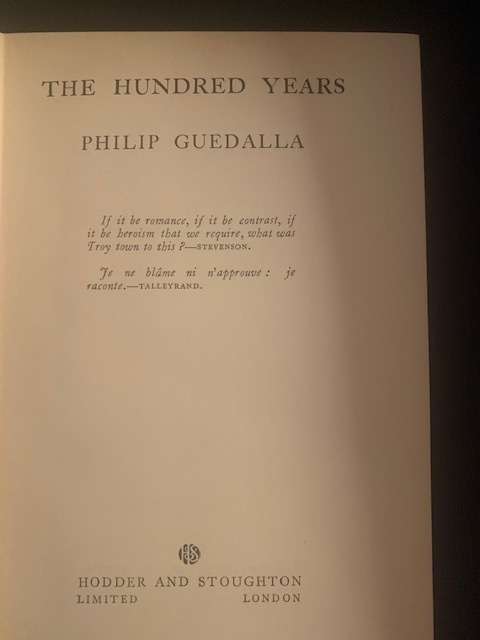 THE HUNDRED YEARS
PHILIP GUEDALLA
If it be romance, if it be contrast, if
it be heroism that we require, what was
Troy town to this ?—STEVENSON.
Je ne blâme ni n'approuve : je
raconte.—TALLEYRAND.
HS
HODDER AND STOUGHTON
LIMITED LONDON